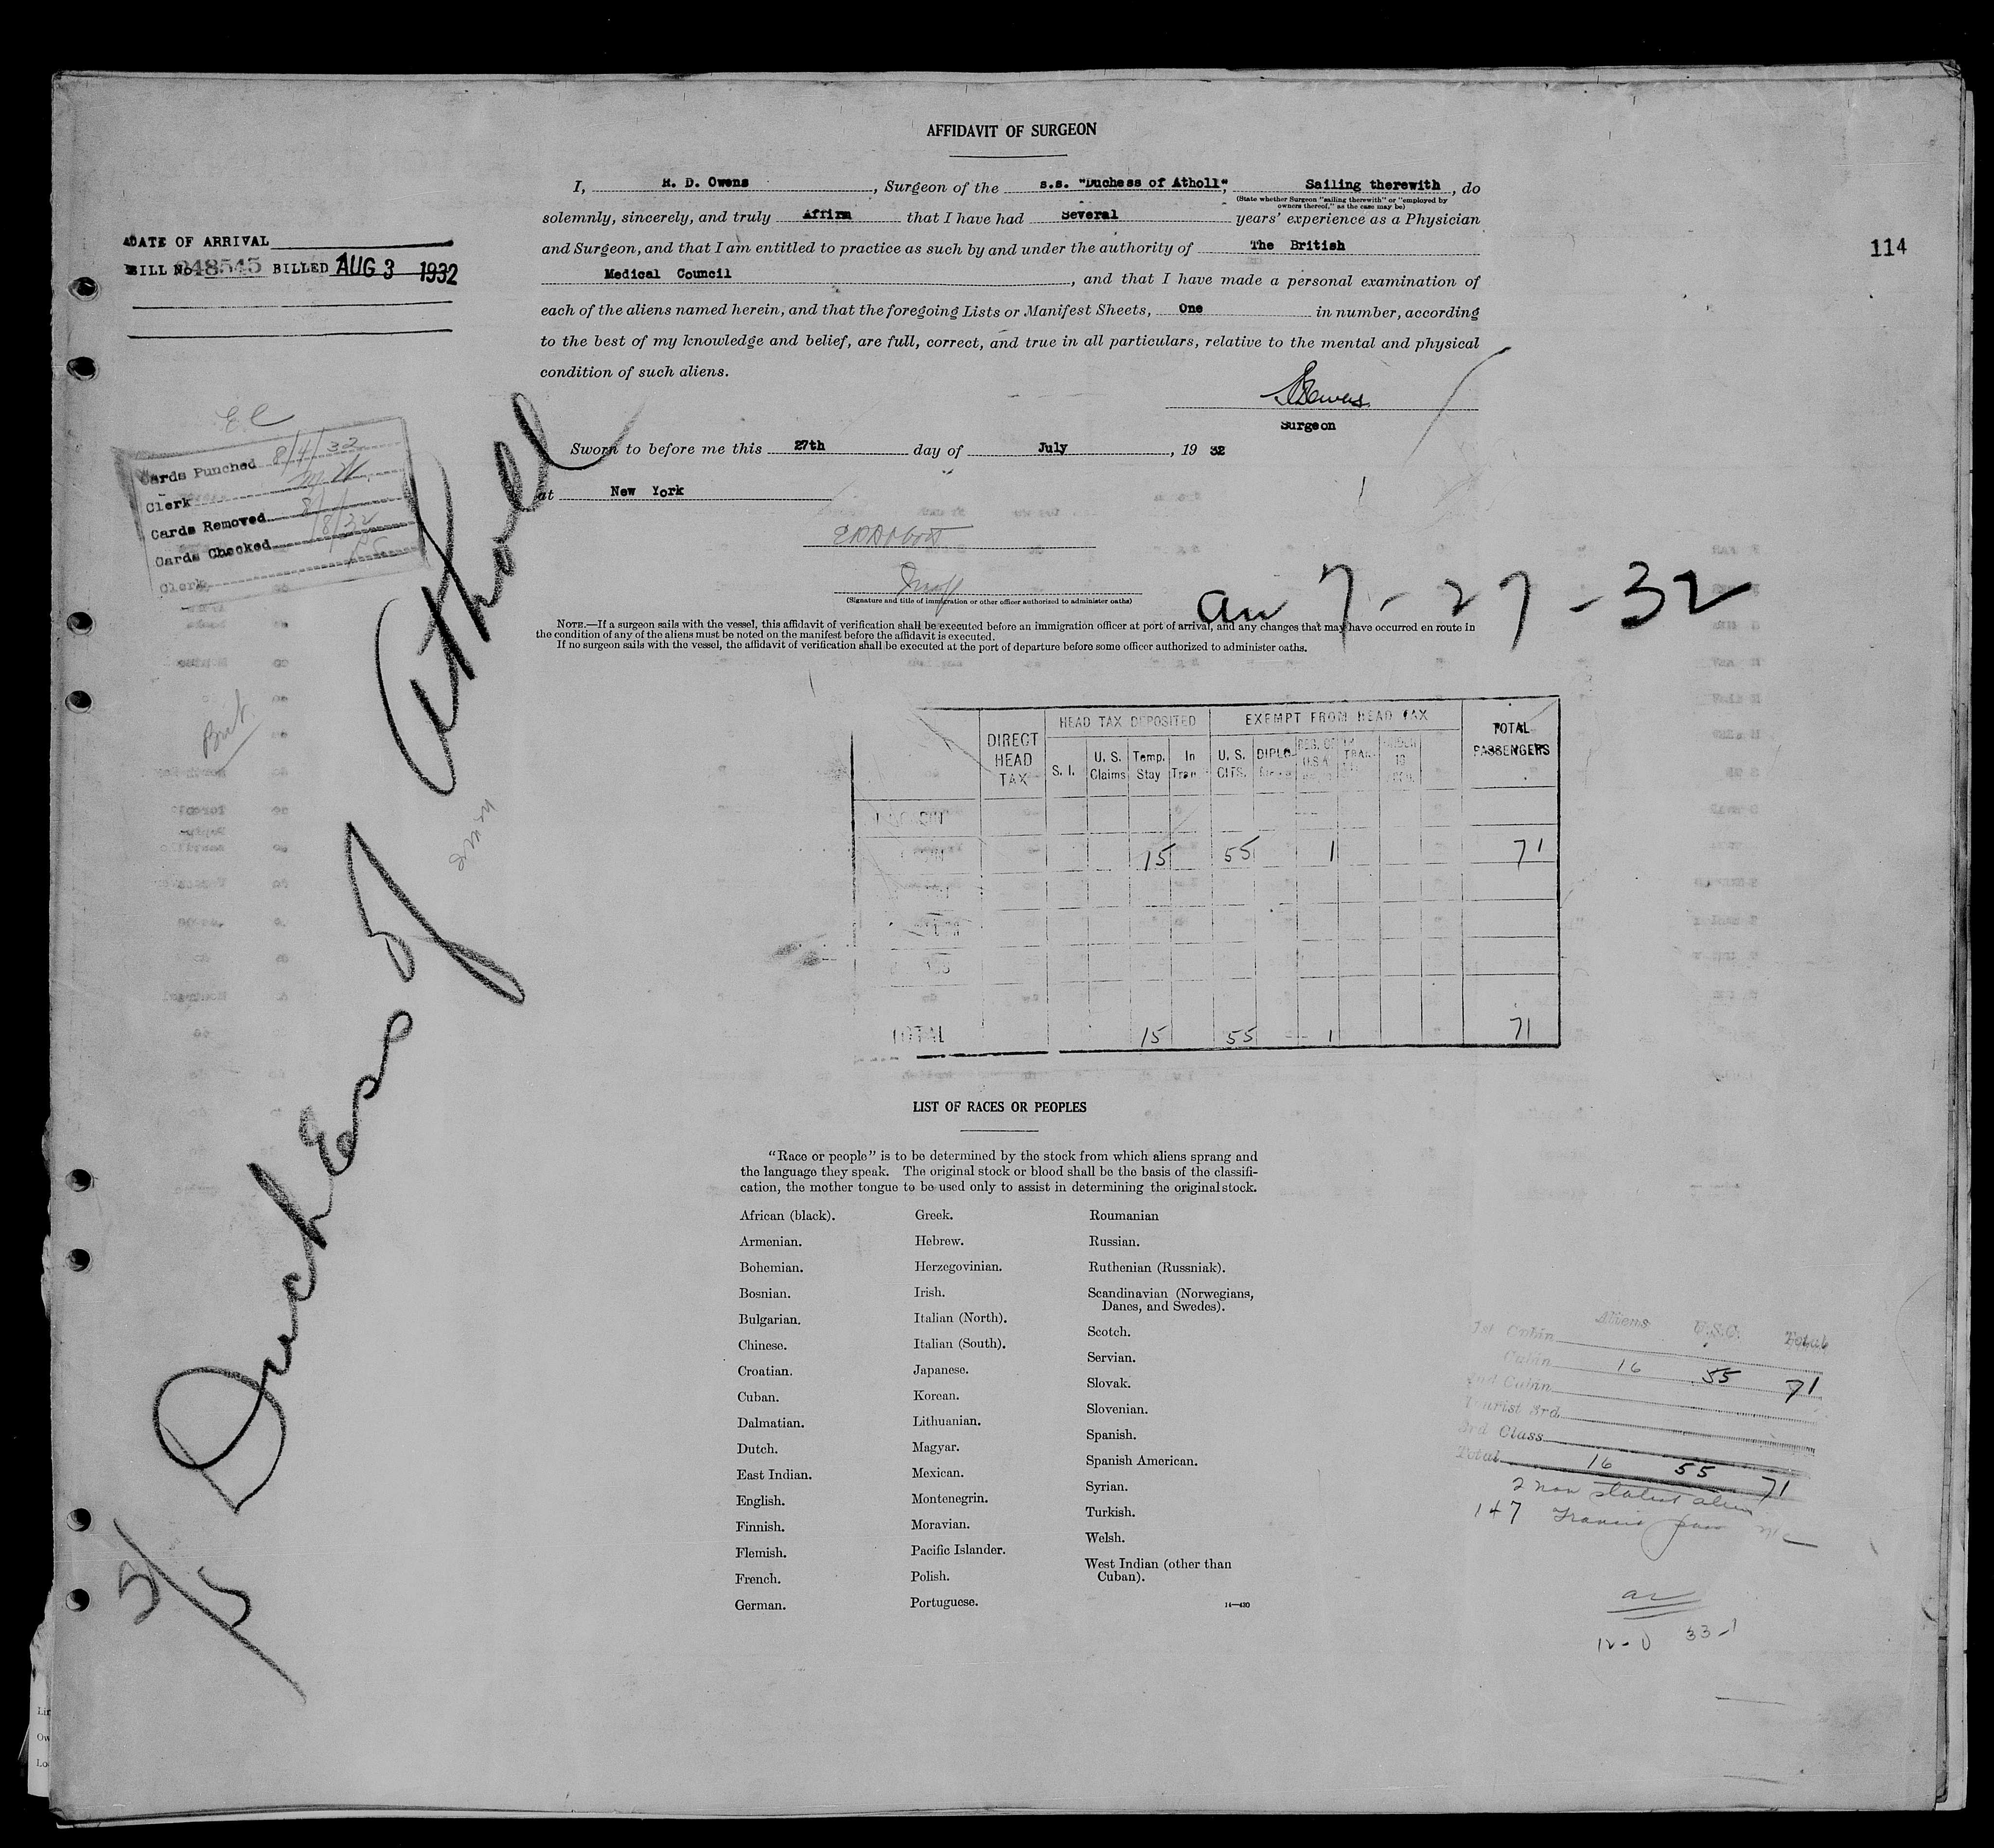 AFFIDAVIT OF SURGEON
I, H. D. Owens, Surgeon of the s.s. "Duchess of Atholl", Sailing therewith, do
(State whether Surgeon "sailing therewith" or "employed by
owners thereof," as the case may be)
solemnly, sincerely, and truly Affirm that I have had Several years' experience as a Physician
and Surgeon, and that I am entitled to practice as such by and under the authority of The British
Medical Council, and that I have made a personal examination of
each of the aliens named herein, and that the foregoing Lists or Manifest Sheets, One in number, according
to the best of my knowledge and belief, are full, correct, and true in all particulars, relative to the mental and physical
condition of such aliens.
Surgeon
Sworn to before me this 27th day of July, 19 32
at New York
(Signature and title of immigration or other officer authorized to administer oaths)
NOTE.—If a surgeon sails with the vessel, this affidavit of verification shall be executed before an immigration officer at port of arrival, and any changes that may have occurred en route in
the condition of any of the aliens must be noted on the manifest before the affidavit is executed.
If no surgeon sails with the vessel, the affidavit of verification shall be executed at the port of departure before some officer authorized to administer oaths.
DATE OF ARRIVAL
BILL No. 248545 BILLED AUG 3 1932
114
Cards Punched 8/4/32
Clerk
Cards Removed
Cards Checked
Clerk
Duchess of Atholl
7-27-32
HEAD TAX DEPOSITED EXEMPT FROM HEAD TAX
DIRECT HEAD TAX S. I. U. S. Claims Temp. Stay In Tran U. S. CITS. TOTAL PASSENGERS
15 55 1 71
TOTAL 15 55 1 71
LIST OF RACES OR PEOPLES
"Race or people" is to be determined by the stock from which aliens sprang and
the language they speak. The original stock or blood shall be the basis of the classifi-
cation, the mother tongue to be used only to assist in determining the original stock.
African (black).
Armenian.
Bohemian.
Bosnian.
Bulgarian.
Chinese.
Croatian.
Cuban.
Dalmatian.
Dutch.
East Indian.
English.
Finnish.
Flemish.
French.
German.
Greek.
Hebrew.
Herzegovinian.
Irish.
Italian (North).
Italian (South).
Japanese.
Korean.
Lithuanian.
Magyar.
Mexican.
Montenegrin.
Moravian.
Pacific Islander.
Polish.
Portuguese.
Roumanian
Russian.
Ruthenian (Russniak).
Scandinavian (Norwegians,
Danes, and Swedes).
Scotch.
Servian.
Slovak.
Slovenian.
Spanish.
Spanish American.
Syrian.
Turkish.
Welsh.
West Indian (other than
Cuban).
14—430
Aliens U.S.C. Total
1st Cabin
Cabin 16 55 71
2nd Cabin
Tourist 3rd.
3rd Class
Total 16 55 71
147